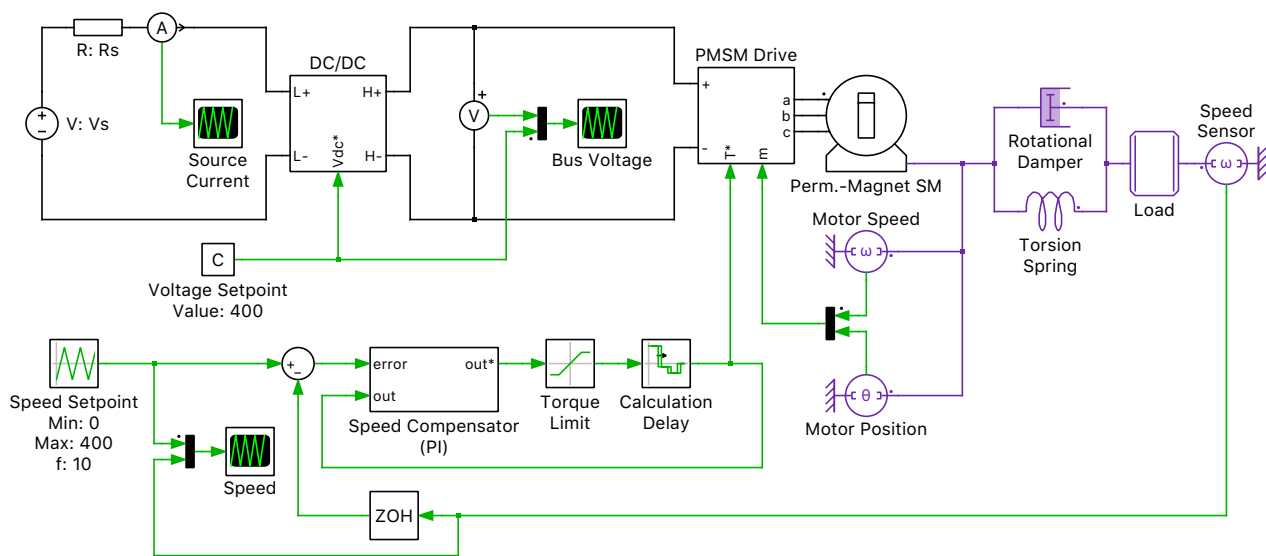 R: Rs
A
V: Vs
Source
Current
DC/DC
L+
H+
L-
H-
Vdc*
+
V
Bus Voltage
PMSM Drive
+
-
a
b
c
T*
m
Perm.-Magnet SM
Rotational
Damper
Torsion
Spring
Load
Speed
Sensor
ω
Motor Speed
ω
θ
Motor Position
C
Voltage Setpoint
Value: 400
Speed Setpoint
Min: 0
Max: 400
f: 10
+
-
error
out*
out
Speed Compensator
(PI)
Torque
Limit
Calculation
Delay
Speed
ZOH